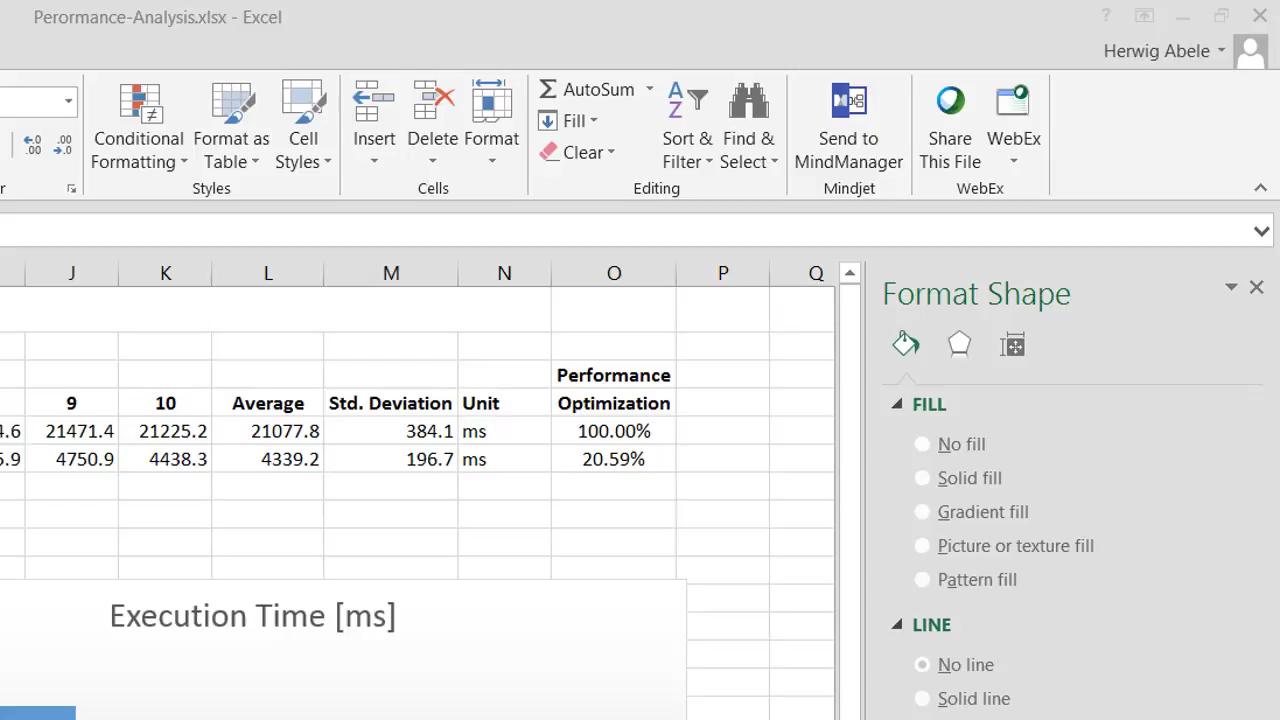 Perormance-Analysis.xlsx - Excel
?
Herwig Abele
AutoSum
Fill
Clear
Conditional Formatting
Format as Table
Cell Styles
Insert
Delete
Format
Sort & Filter
Find & Select
Send to MindManager
Share This File
WebEx
r
Styles
Cells
Editing
Mindjet
WebEx
J K L M N O P Q
Performance
9 10 Average Std. Deviation Unit Optimization
4.6 21471.4 21225.2 21077.8 384.1 ms 100.00%
5.9 4750.9 4438.3 4339.2 196.7 ms 20.59%
Execution Time [ms]
Format Shape
FILL
No fill
Solid fill
Gradient fill
Picture or texture fill
Pattern fill
LINE
No line
Solid line